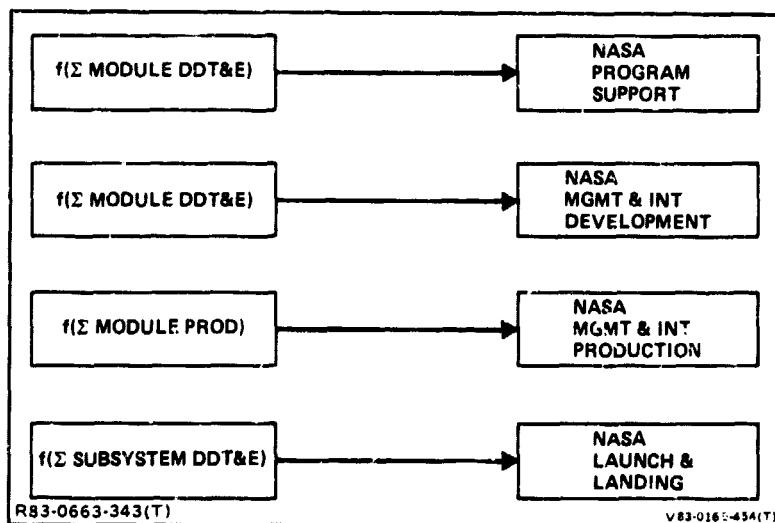 f(Σ MODULE DDT&E)
NASA
PROGRAM
SUPPORT
f(Σ MODULE DDT&E)
NASA
MGMT & INT
DEVELOPMENT
f(Σ MODULE PROD)
NASA
MGMT & INT
PRODUCTION
f(Σ SUBSYSTEM DDT&E)
NASA
LAUNCH &
LANDING
R83-0663-343(T)